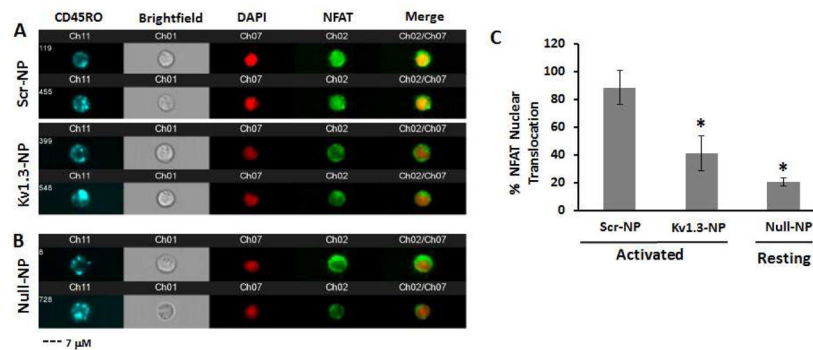 CD45RO Brightfield DAPI NFAT Merge
A
Ch11 Ch01 Ch07 Ch02 Ch02/Ch07
119
Scr-NP
Ch11 Ch01 Ch07 Ch02 Ch02/Ch07
455
Ch11 Ch01 Ch07 Ch02 Ch02/Ch07
399
Kv1.3-NP
Ch11 Ch01 Ch07 Ch02 Ch02/Ch07
548
B
Ch11 Ch01 Ch07 Ch02 Ch02/Ch07
Null-NP
Ch11 Ch01 Ch07 Ch02 Ch02/Ch07
728
---- 7 µM
C
% NFAT Nuclear
Translocation
120
100
80
60
40
20
0
*
*
Scr-NP Kv1.3-NP Null-NP
Activated Resting